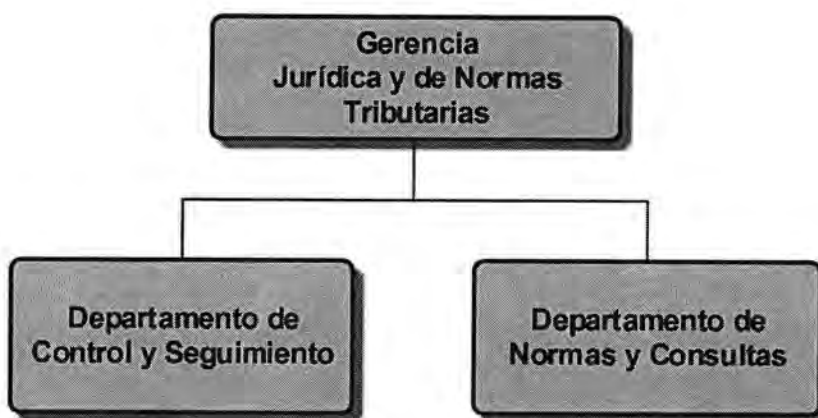 Gerencia
Jurídica y de Normas
Tributarias
Departamento de
Control y Seguimiento
Departamento de
Normas y Consultas